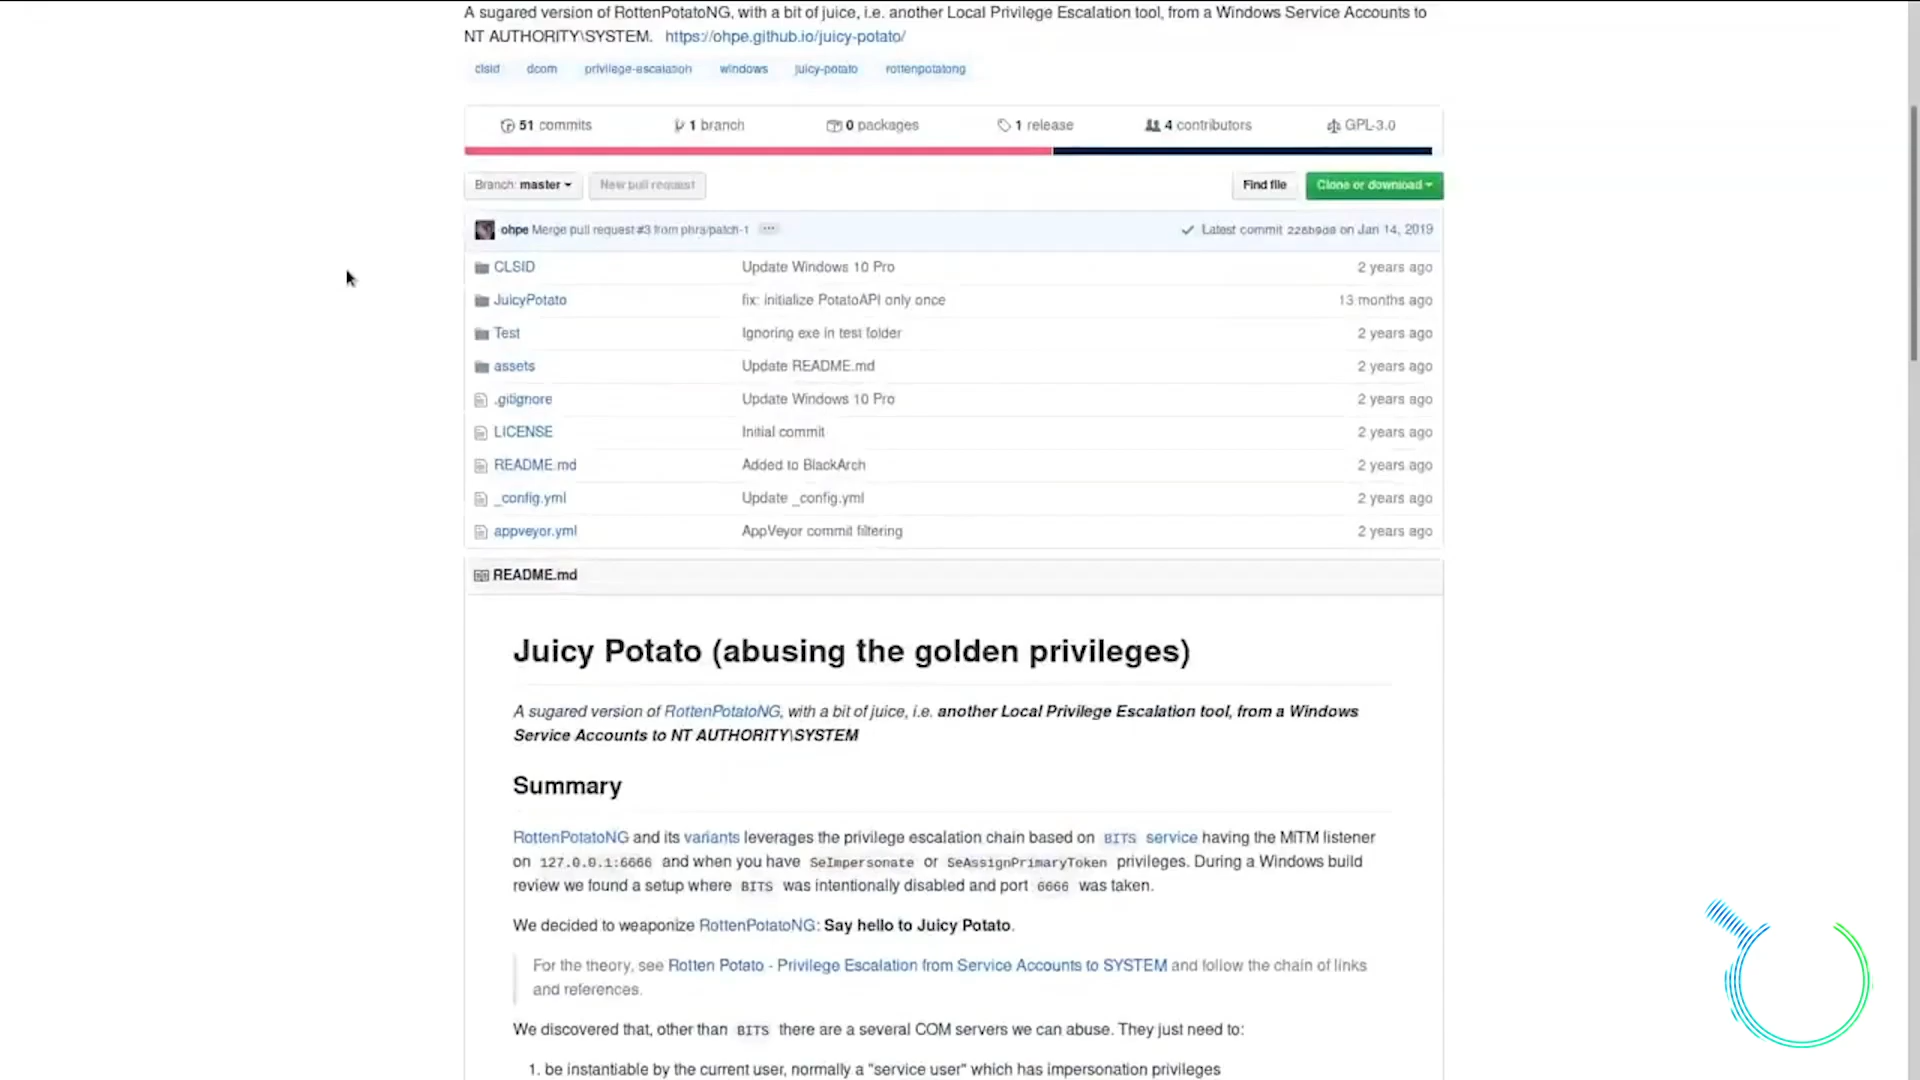 A sugared version of RottenPotatoNG, with a bit of juice, i.e. another Local Privilege Escalation tool, from a Windows Service Accounts to
NT AUTHORITY\SYSTEM. https://ohpe.github.io/juicy-potato/
clsid dcom privilege-escalation windows juicy-potato rottenpotatong
51 commits 1 branch 0 packages 1 release 4 contributors GPL-3.0
Branch: master New pull request Find file Clone or download
ohpe Merge pull request #3 from phra/patch-1 ... Latest commit on Jan 14, 2019
CLSID Update Windows 10 Pro 2 years ago
JuicyPotato fix: initialize PotatoAPI only once 13 months ago
Test Ignoring exe in test folder 2 years ago
assets Update README.md 2 years ago
.gitignore Update Windows 10 Pro 2 years ago
LICENSE Initial commit 2 years ago
README.md Added to BlackArch 2 years ago
_config.yml Update _config.yml 2 years ago
appveyor.yml AppVeyor commit filtering 2 years ago
README.md
Juicy Potato (abusing the golden privileges)
A sugared version of RottenPotatoNG, with a bit of juice, i.e. another Local Privilege Escalation tool, from a Windows
Service Accounts to NT AUTHORITY\SYSTEM
Summary
RottenPotatoNG and its variants leverages the privilege escalation chain based on BITS service having the MiTM listener
on 127.0.0.1:6666 and when you have SeImpersonate or SeAssignPrimaryToken privileges. During a Windows build
review we found a setup where BITS was intentionally disabled and port 6666 was taken.
We decided to weaponize RottenPotatoNG: Say hello to Juicy Potato.
For the theory, see Rotten Potato - Privilege Escalation from Service Accounts to SYSTEM and follow the chain of links
and references.
We discovered that, other than BITS there are a several COM servers we can abuse. They just need to:
1. be instantiable by the current user, normally a "service user" which has impersonation privileges